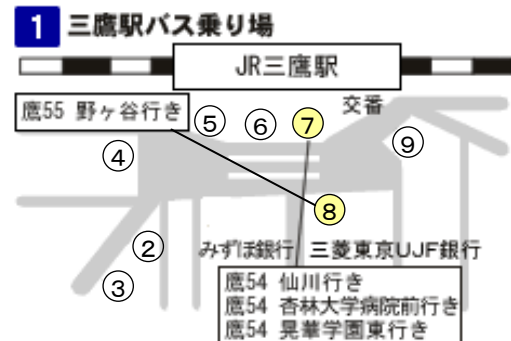 1 三鷹駅バス乗り場
JR三鷹駅
鷹55 野ヶ谷行き
⑤ ⑥ ⑦ 交番
④ ⑨
⑧
② みずほ銀行 三菱東京UJF銀行
③
鷹54 仙川行き
鷹54 杏林大学病院前行き
鷹54 晃華学園東行き